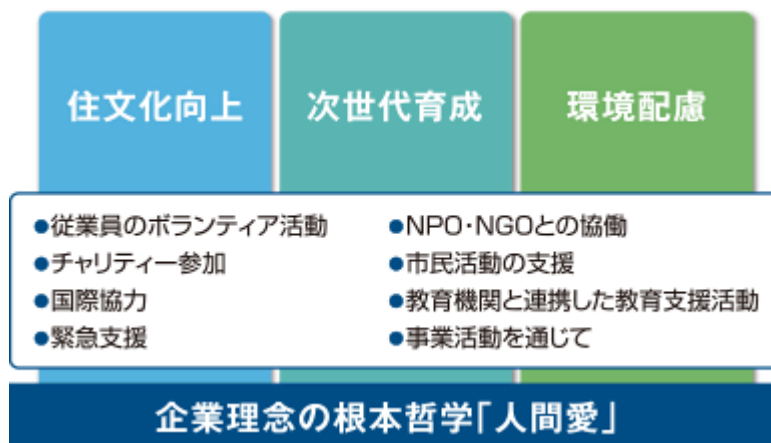 住文化向上
次世代育成
環境配慮
●従業員のボランティア活動
●チャリティー参加
●国際協力
●緊急支援
●NPO・NGOとの協働
●市民活動の支援
●教育機関と連携した教育支援活動
●事業活動を通じて
企業理念の根本哲学「人間愛」